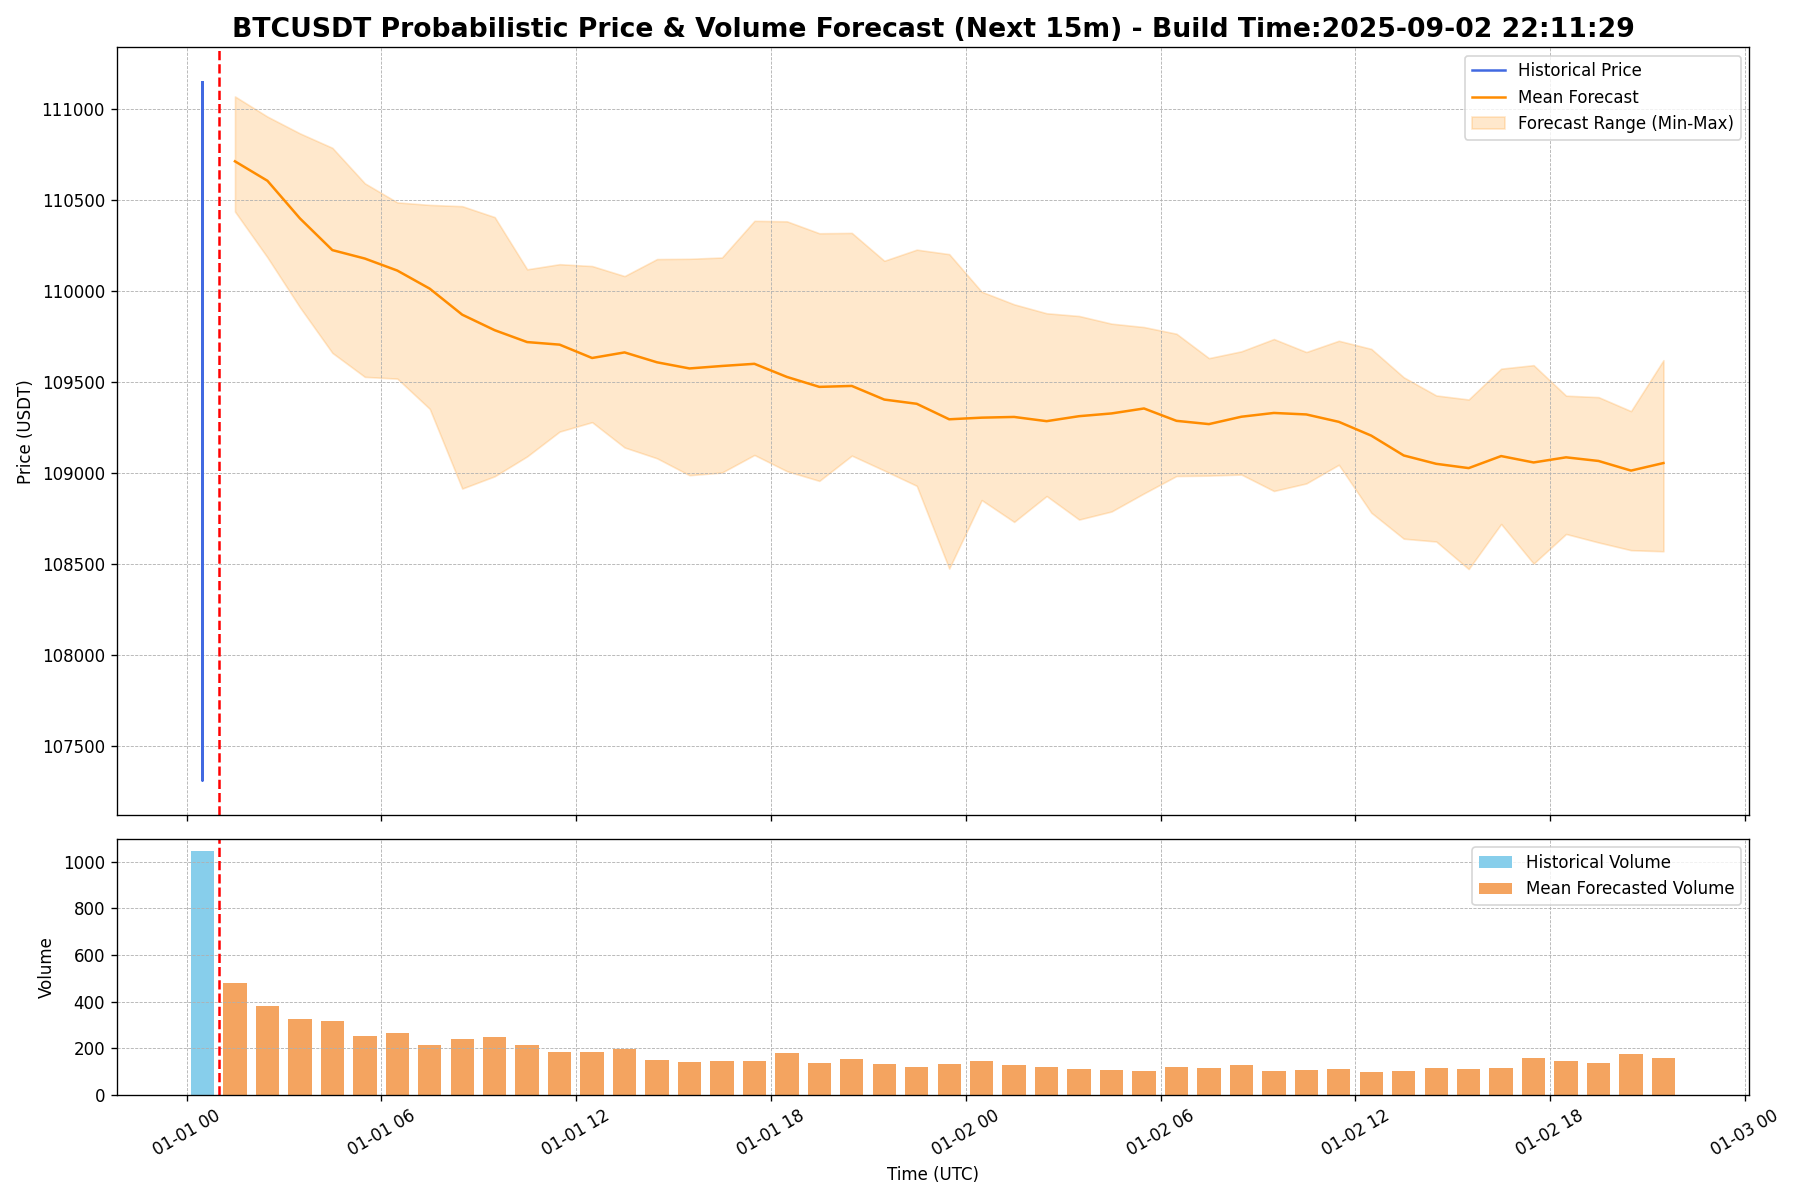 BTCUSDT Probabilistic Price & Volume Forecast (Next 15m) - Build Time:2025-09-02 22:11:29
Historical Price
Mean Forecast
Forecast Range (Min-Max)
Price (USDT)
111000
110500
110000
109500
109000
108500
108000
107500
Historical Volume
Mean Forecasted Volume
Volume
1000
800
600
400
200
0
01-01 00
01-01 06
01-01 12
01-01 18
01-02 00
01-02 06
01-02 12
01-02 18
01-03 00
Time (UTC)